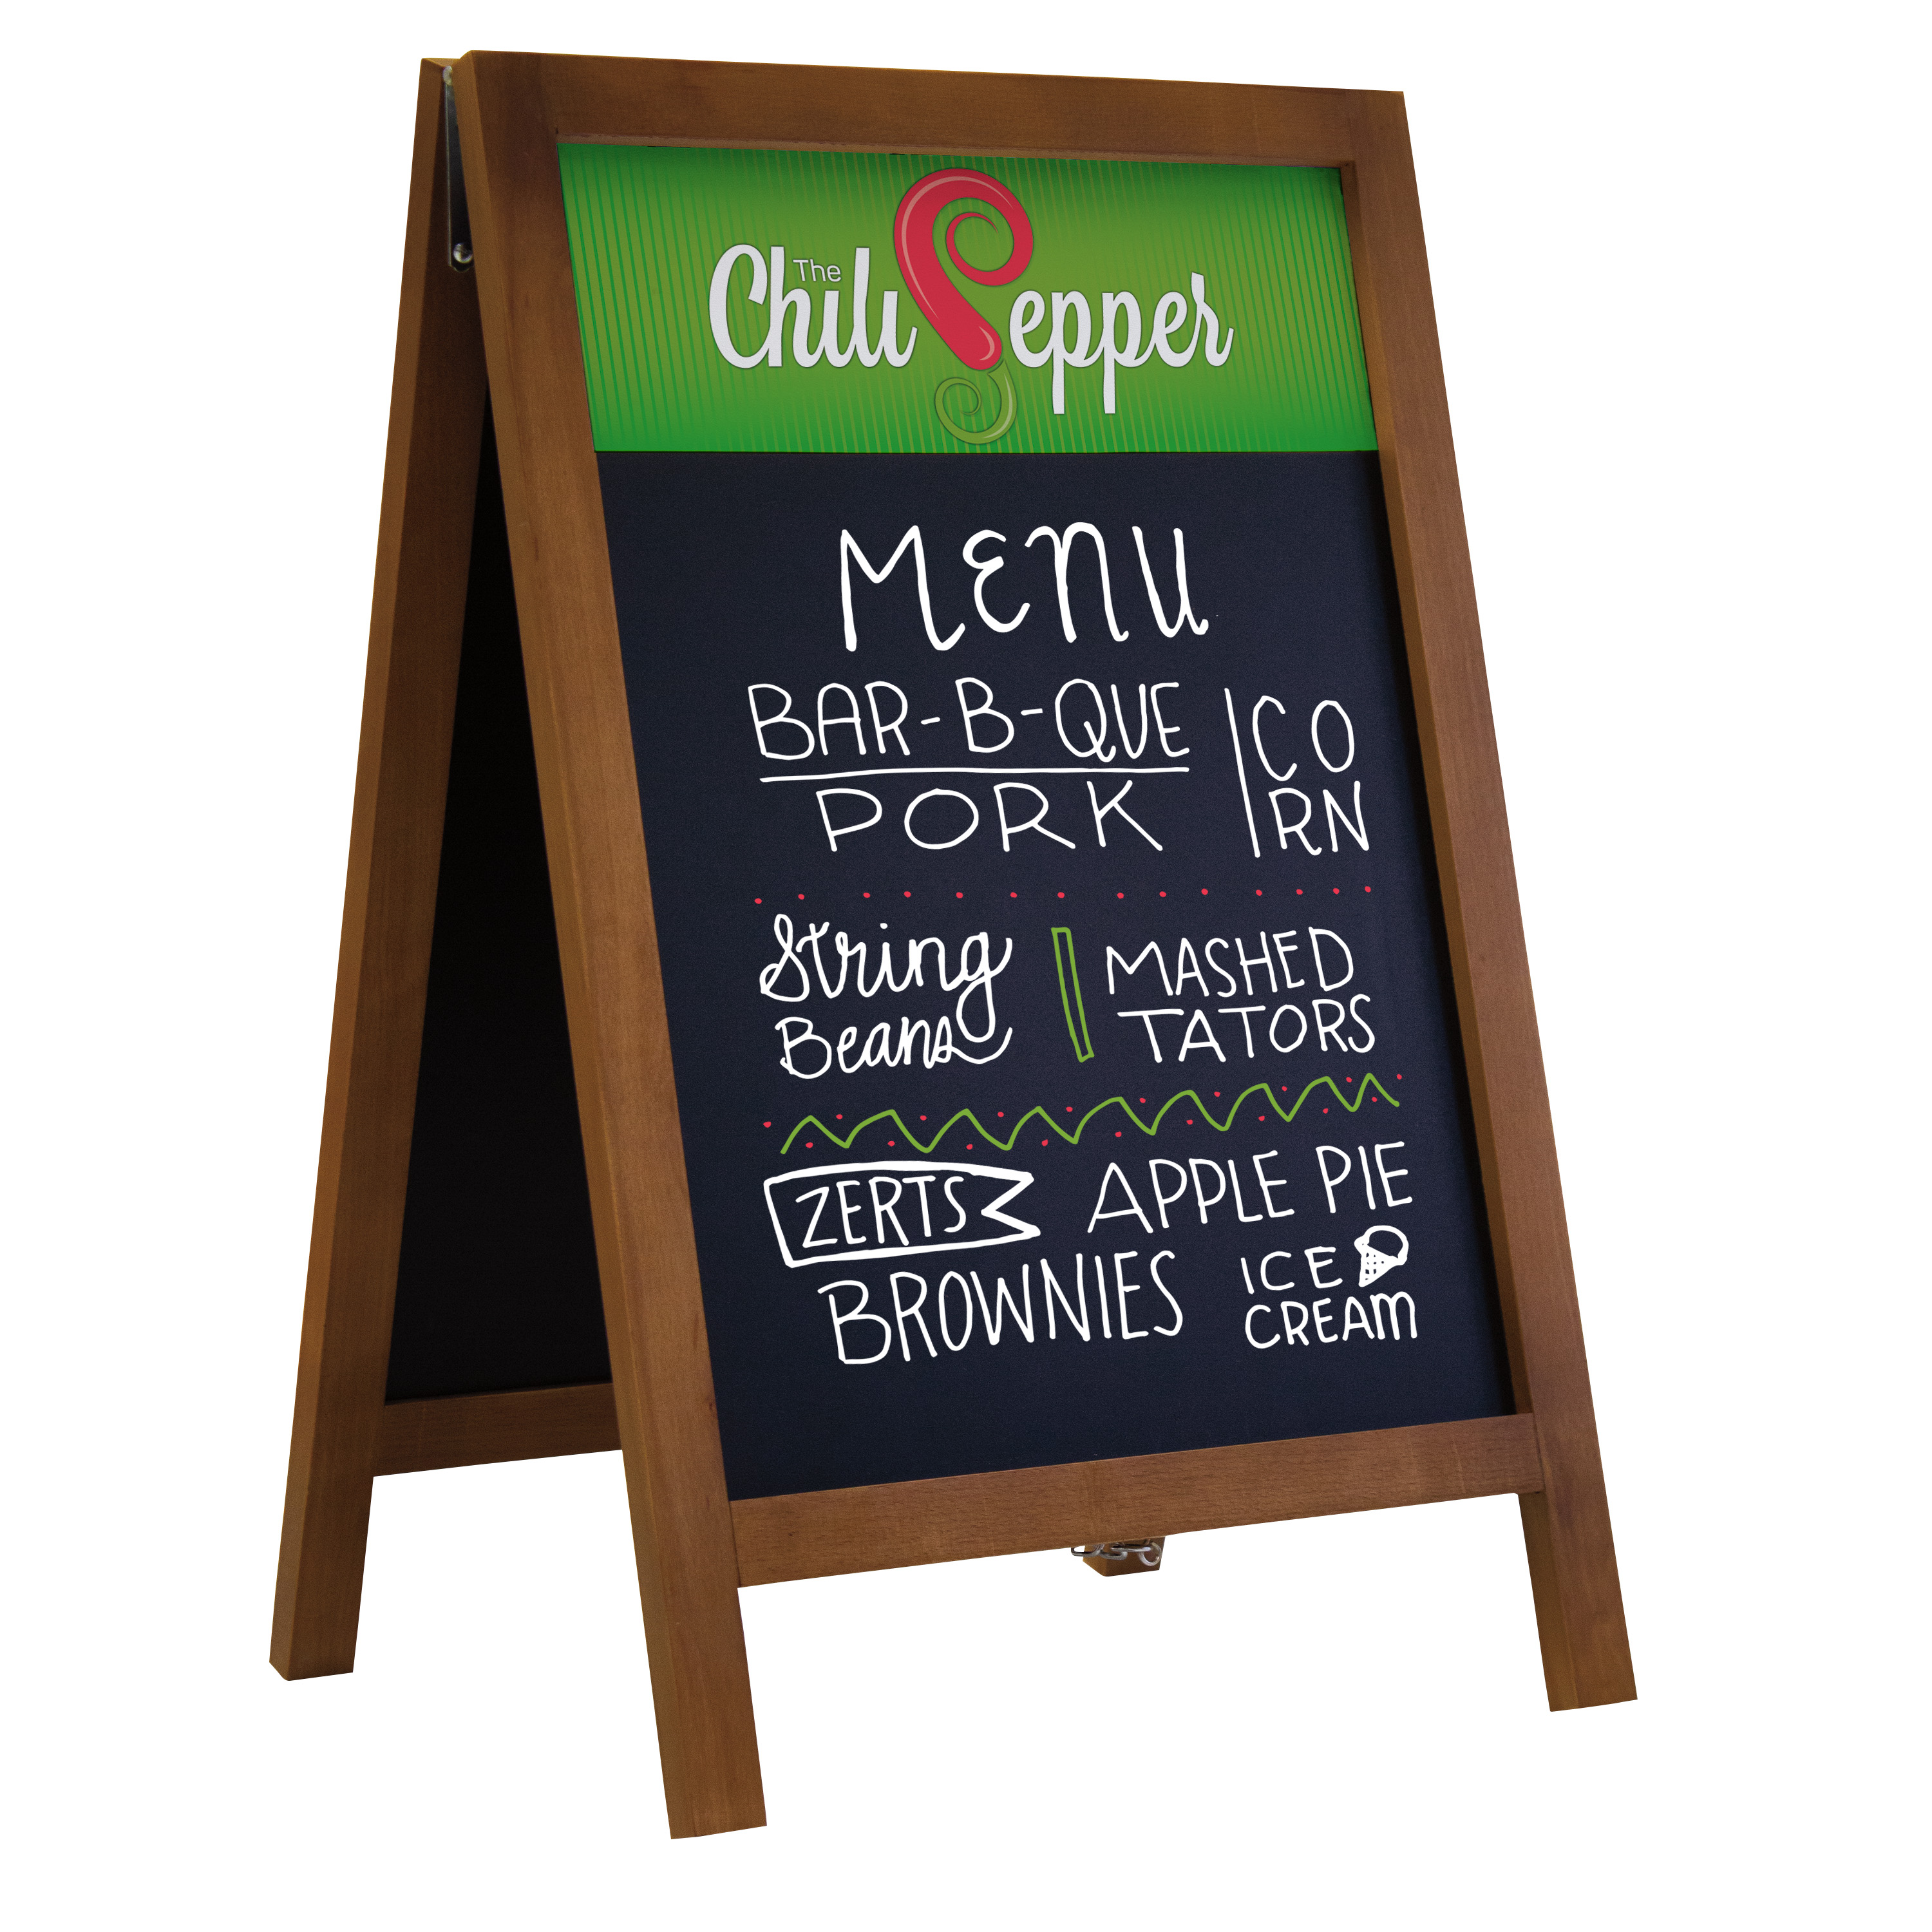 The
Chili Pepper
MENU
BAR-B-QUE
PORK
CO
RN
String
Beans
MASHED
TATORS
ZERTS
APPLE PIE
BROWNIES
ICE
CREAM